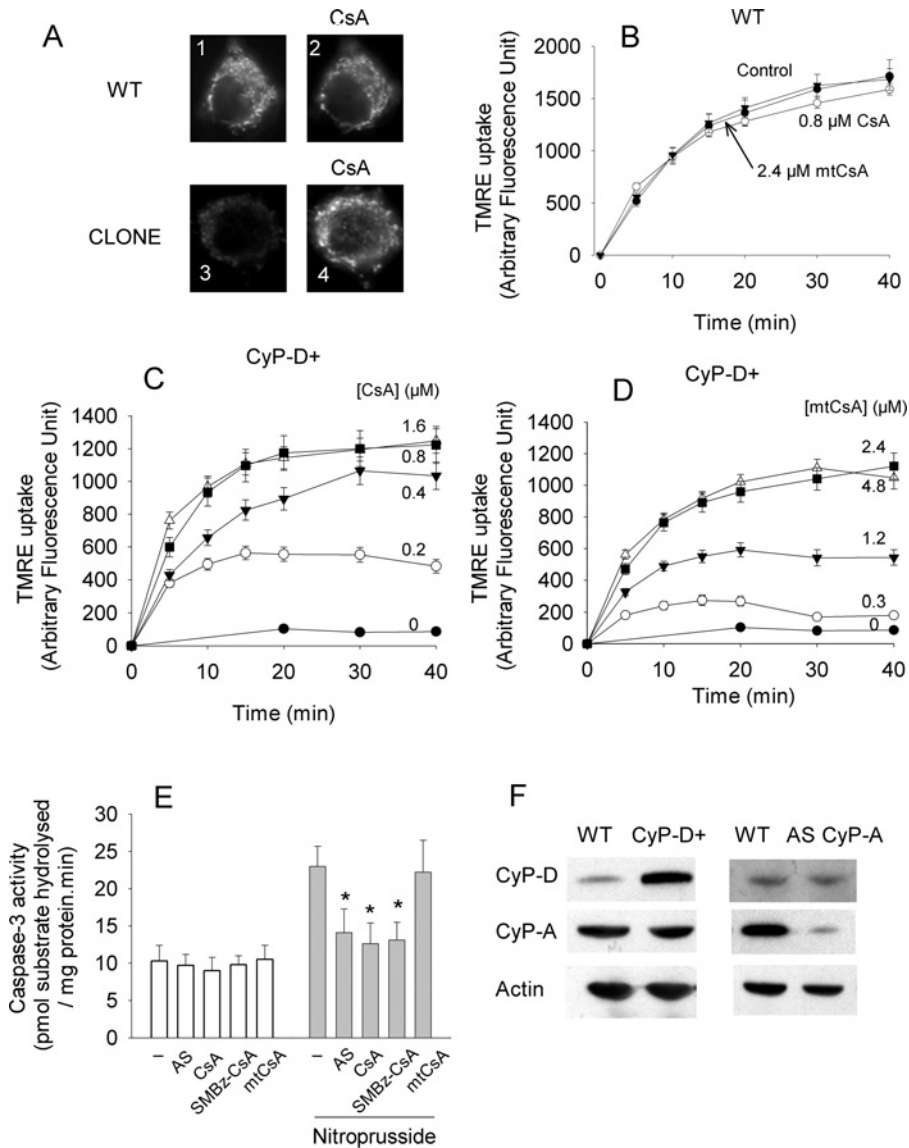 A
CsA
1
2
WT
CsA
CLONE
3
4
B
WT
TMRE uptake
(Arbitrary Fluorescence Unit)
2000
1500
1000
500
0
Control
0.8 µM CsA
2.4 µM mtCsA
0 10 20 30 40
Time (min)
CyP-D+
C
[CsA] (µM)
TMRE uptake
(Arbitrary Fluorescence Unit)
1400
1200
1000
800
600
400
200
0
1.6
0.8
0.4
0.2
0
0 10 20 30 40
Time (min)
CyP-D+
D
[mtCsA] (µM)
TMRE uptake
(Arbitrary Fluorescence Unit)
1400
1200
1000
800
600
400
200
0
2.4
4.8
1.2
0.3
0
0 10 20 30 40
Time (min)
E
Caspase-3 activity
(pmol substrate hydrolysed
/ mg protein.min)
30
25
20
15
10
5
0
* * *
– AS CsA SMBz-CsA mtCsA
– AS CsA SMBz-CsA mtCsA
Nitroprusside
F
WT CyP-D+ WT AS CyP-A
CyP-D
CyP-A
Actin